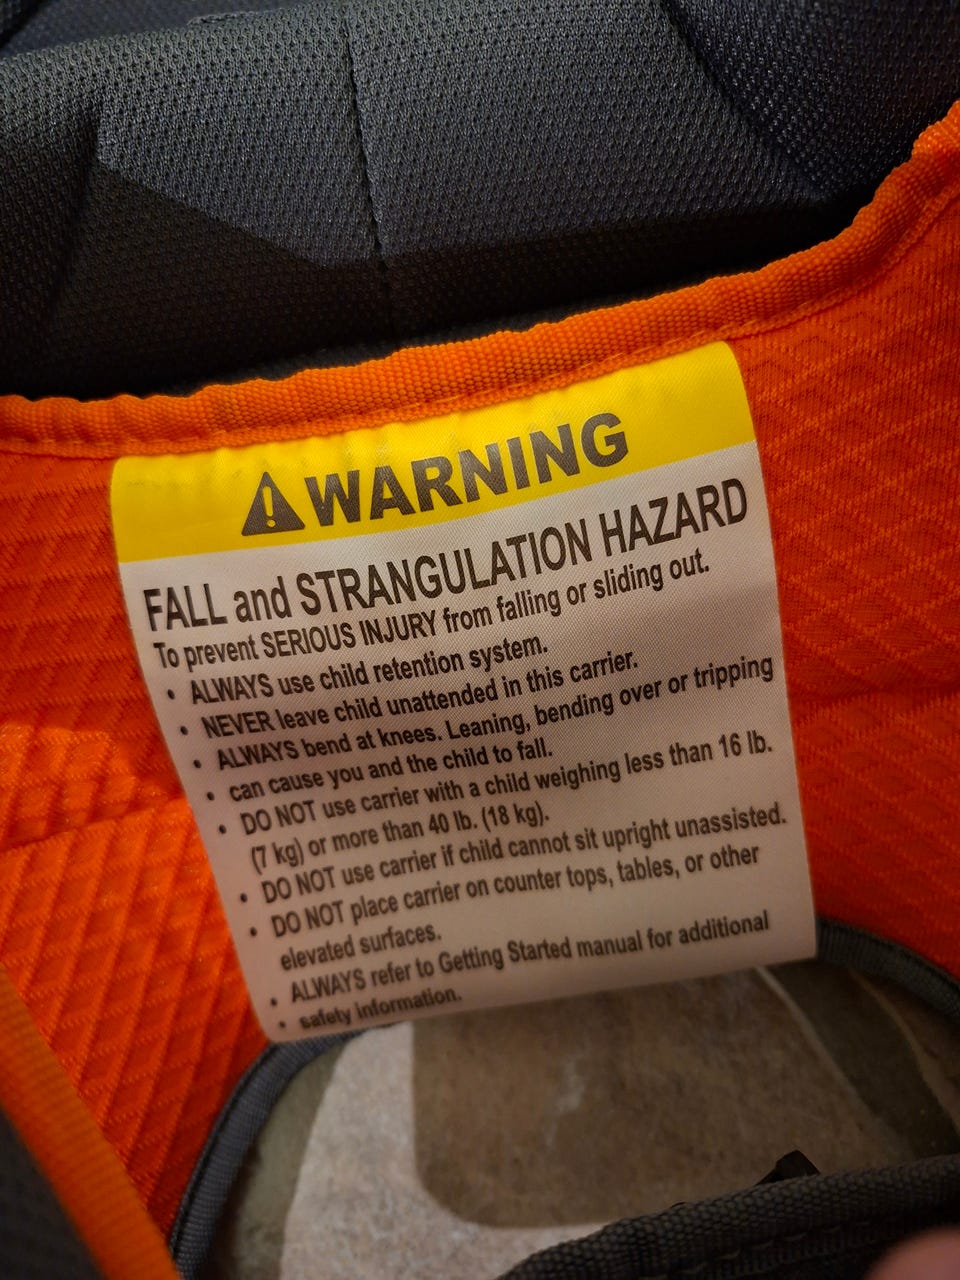 WARNING
FALL and STRANGULATION HAZARD
To prevent SERIOUS INJURY from falling or sliding out.
• ALWAYS use child retention system.
• NEVER leave child unattended in this carrier.
• ALWAYS bend at knees. Leaning, bending over or tripping
• can cause you and the child to fall.
• DO NOT use carrier with a child weighing less than 16 lb.
(7 kg) or more than 40 lb. (18 kg).
• DO NOT use carrier if child cannot sit upright unassisted.
• DO NOT place carrier on counter tops, tables, or other
elevated surfaces.
• ALWAYS refer to Getting Started manual for additional
• safety information.